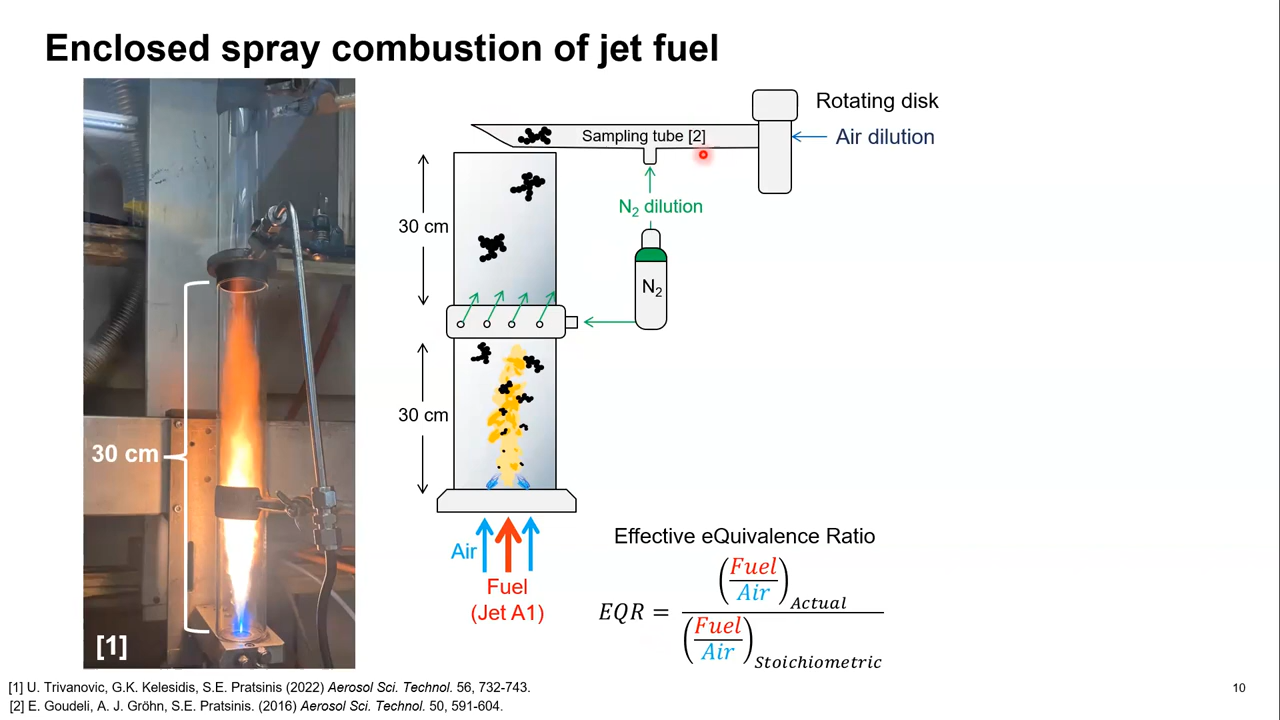 Enclosed spray combustion of jet fuel
30 cm
[1]
Rotating disk
Sampling tube [2]
Air dilution
30 cm
N2 dilution
N2
30 cm
Air
Fuel
(Jet A1)
Effective eQuivalence Ratio
EQR = (Fuel/Air)Actual / (Fuel/Air)Stoichiometric
[1] U. Trivanovic, G.K. Kelesidis, S.E. Pratsinis (2022) Aerosol Sci. Technol. 56, 732-743.
[2] E. Goudeli, A. J. Gröhn, S.E. Pratsinis. (2016) Aerosol Sci. Technol. 50, 591-604.
10